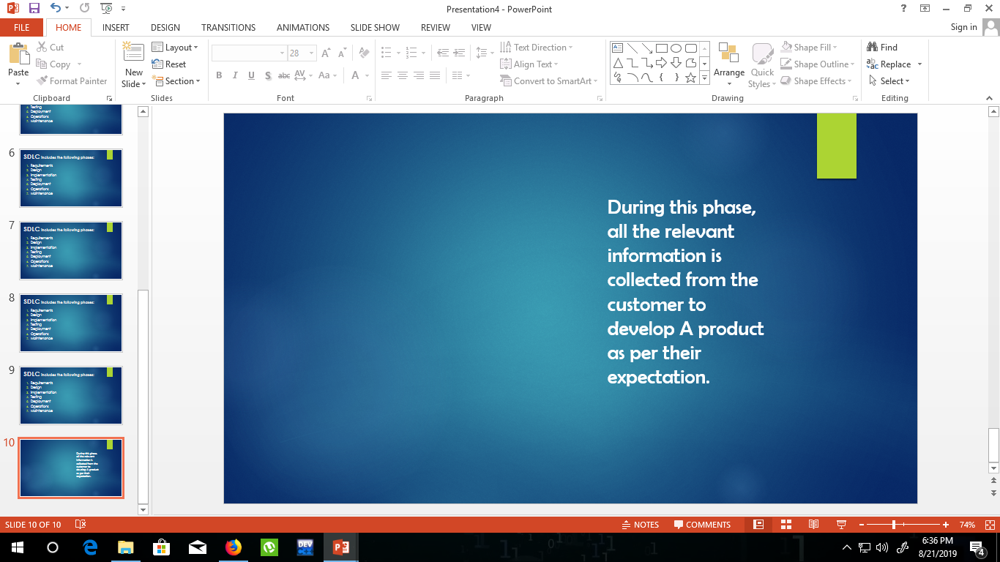 Presentation4 - PowerPoint
?
FILE HOME INSERT DESIGN TRANSITIONS ANIMATIONS SLIDE SHOW REVIEW VIEW Sign in
Paste
Cut
Copy
Format Painter
Clipboard
New
Slide
Layout
Reset
Section
Slides
28
B I U S abc AV Aa A
Font
Text Direction
Align Text
Convert to SmartArt
Paragraph
Arrange
Quick
Styles
Shape Fill
Shape Outline
Shape Effects
Drawing
Find
Replace
Select
Editing
Testing
Deployment
Operations
Maintenance
6
SDLC includes the following phases:
1. Requirements
2. Design
3. Implementation
4. Testing
5. Deployment
6. Operations
7. Maintenance
7
SDLC includes the following phases:
1. Requirements
2. Design
3. Implementation
4. Testing
5. Deployment
6. Operations
7. Maintenance
8
SDLC includes the following phases:
1. Requirements
2. Design
3. Implementation
4. Testing
5. Deployment
6. Operations
7. Maintenance
9
SDLC includes the following phases:
1. Requirements
2. Design
3. Implementation
4. Testing
5. Deployment
6. Operations
7. Maintenance
10
During this phase,
all the relevant
information is
collected from the
customer to
develop A product
as per their
expectation.
During this phase,
all the relevant
information is
collected from the
customer to
develop A product
as per their
expectation.
SLIDE 10 OF 10 NOTES COMMENTS 74%
DEV
6:36 PM
8/21/2019
4